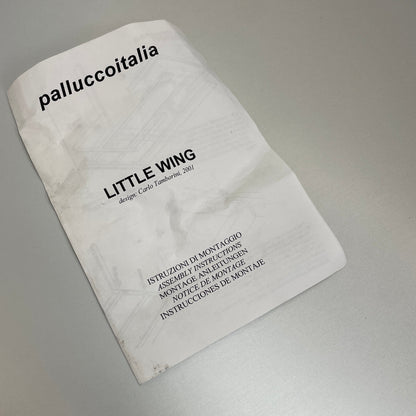 palluccoitalia
LITTLE WING
design: Carlo Tamborini, 2001
ISTRUZIONI DI MONTAGGIO
ASSEMBLY INSTRUCTIONS
MONTAGE ANLEITUNGEN
NOTICE DE MONTAGE
INSTRUCCIONES DE MONTAJE